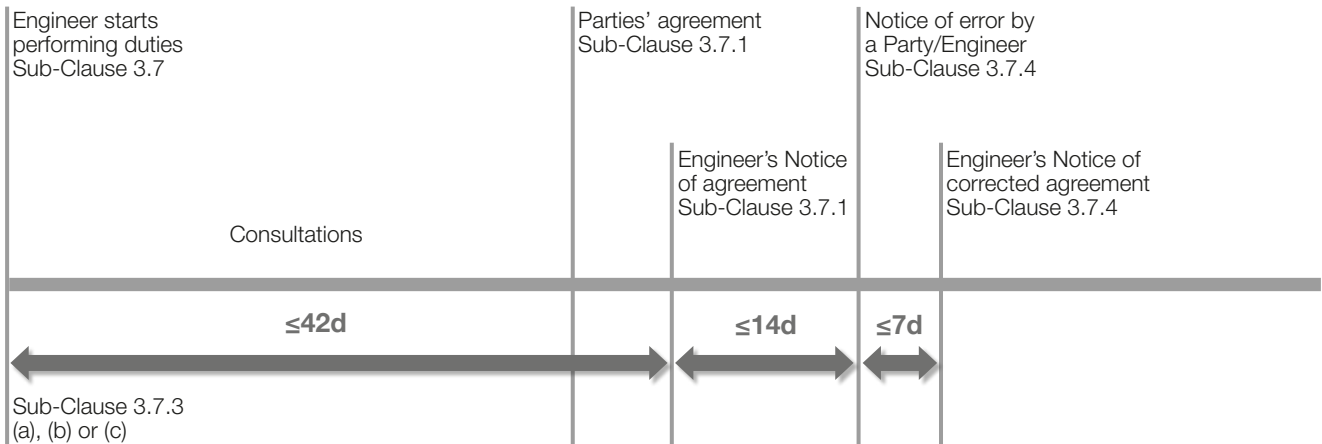 Engineer starts
performing duties
Sub-Clause 3.7
Parties’ agreement
Sub-Clause 3.7.1
Notice of error by
a Party/Engineer
Sub-Clause 3.7.4
Engineer’s Notice
of agreement
Sub-Clause 3.7.1
Engineer’s Notice of
corrected agreement
Sub-Clause 3.7.4
Consultations
≤42d
≤14d
≤7d
Sub-Clause 3.7.3
(a), (b) or (c)